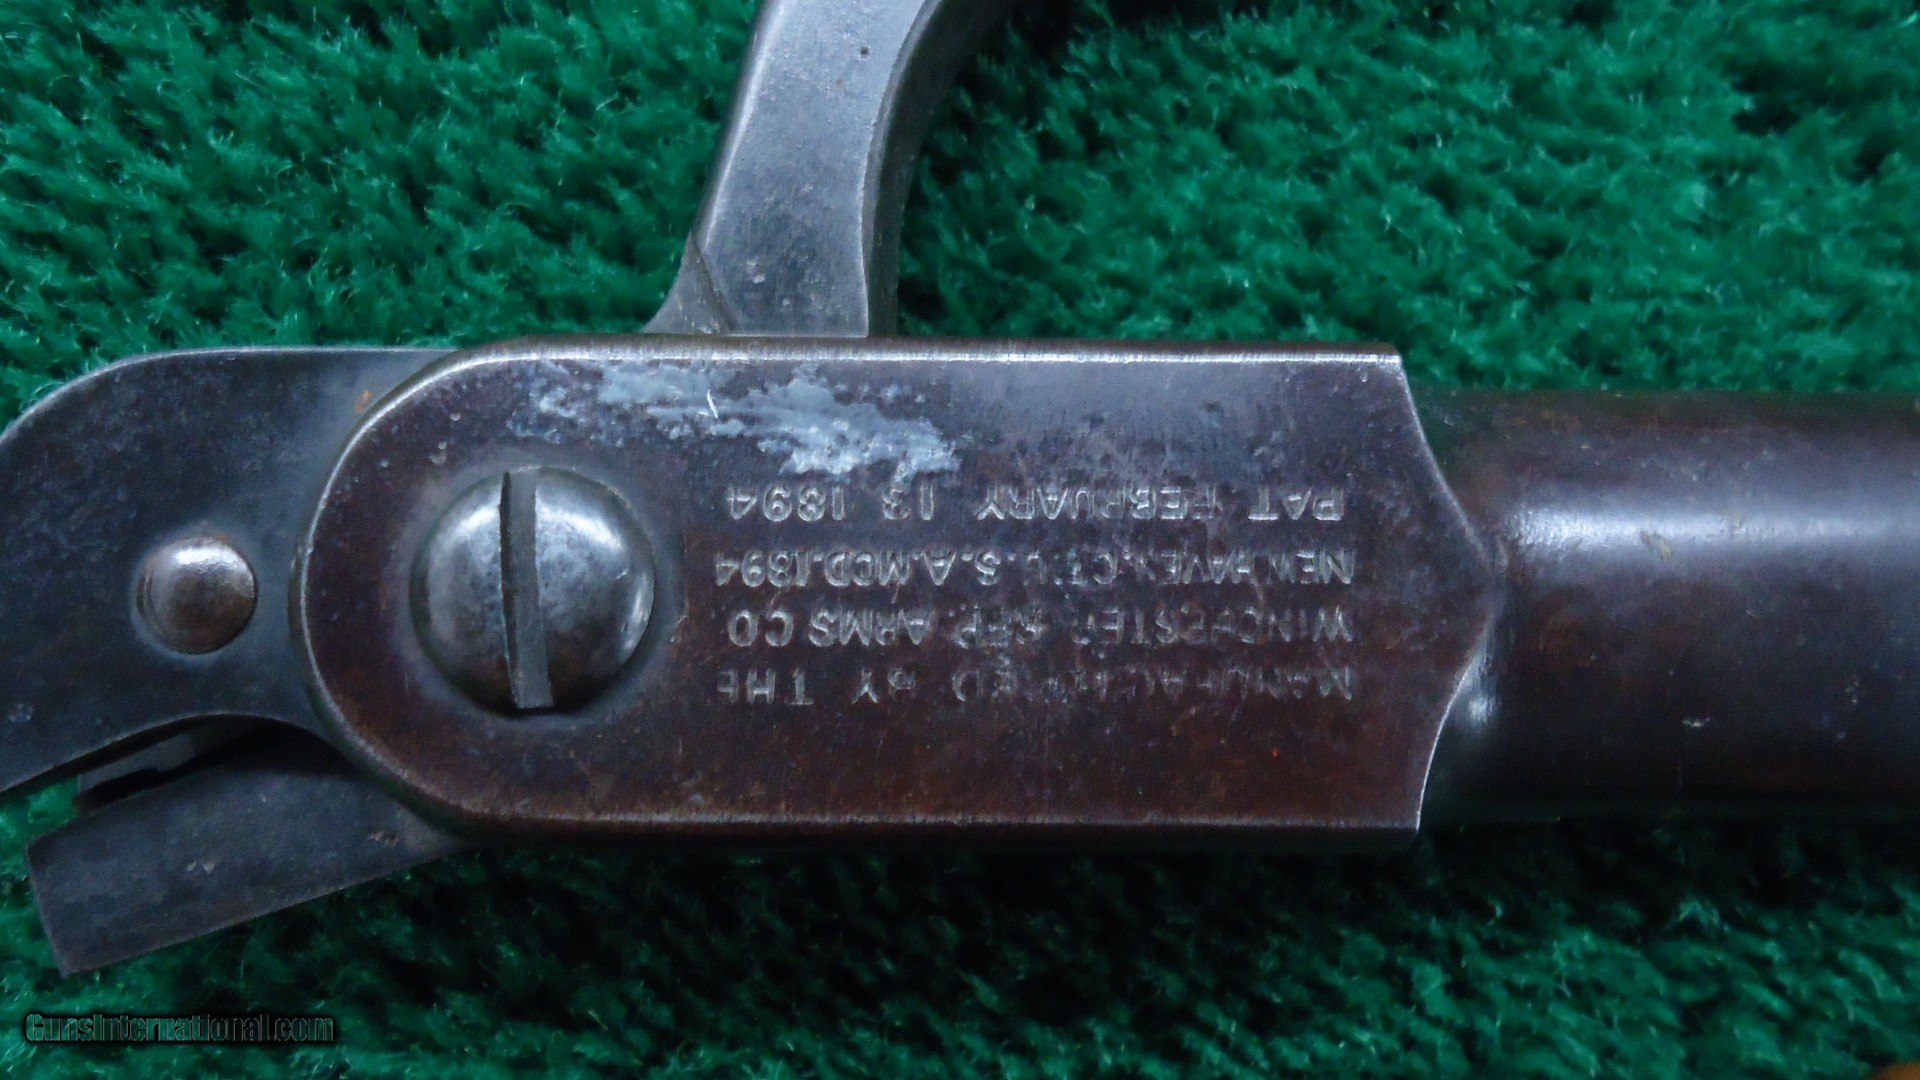 MANUFACTURED BY THE
WINCHESTER REP. ARMS CO
NEW HAVEN, CT. U.S.A. MOD. 1894
PAT FEBRUARY 13 1894
GunsInternational.com